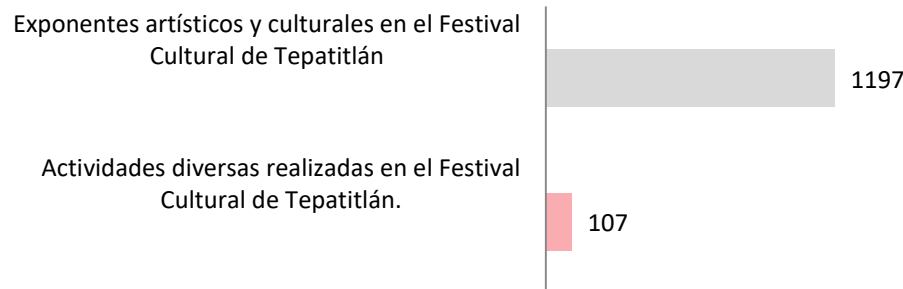 Exponentes artísticos y culturales en el Festival
Cultural de Tepatitlán
1197
Actividades diversas realizadas en el Festival
Cultural de Tepatitlán.
107